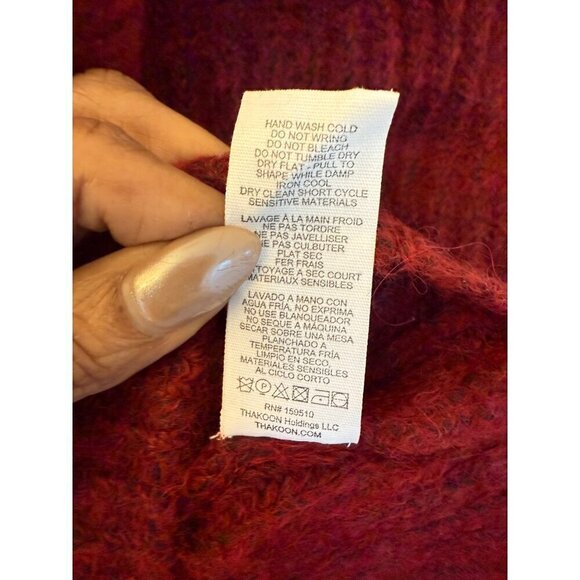 HAND WASH COLD
DO NOT WRING
DO NOT BLEACH
DO NOT TUMBLE DRY
DRY FLAT - PULL TO
SHAPE WHILE DAMP
IRON COOL
DRY CLEAN SHORT CYCLE
SENSITIVE MATERIALS
LAVAGE À LA MAIN FROID
NE PAS TORDRE
NE PAS JAVELLISER
NE PAS CULBUTER
PLAT SEC
FER FRAIS
A SEC COURT
MATERIAUX SENSIBLES
LAVADO A MANO CON
AGUA FRÍA, NO EXPRIMA
NO USE BLANQUEADOR
NO SEQUE A MÁQUINA
SECAR SOBRE UNA MESA
PLANCHADO A
TEMPERATURA FRÍA
LIMPIO EN SECO,
MATERIALES SENSIBLES
AL CICLO CORTO
RN# 159510
THAKOON Holdings LLC
THAKOON.COM